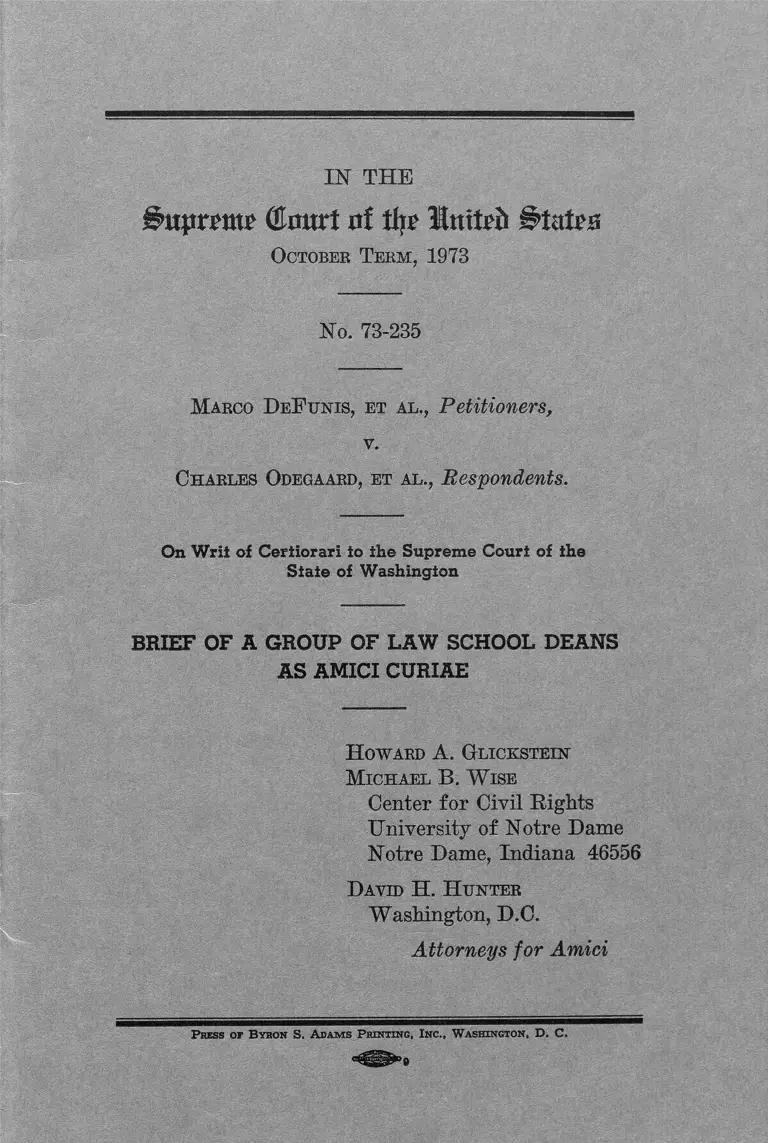 IN THE
Supreme Court of the United States
OCTOBER TERM, 1973
No. 73-235
MARCO DEFUNIS, ET AL., Petitioners,
v.
CHARLES ODEGAARD, ET AL., Respondents.
On Writ of Certiorari to the Supreme Court of the
State of Washington
BRIEF OF A GROUP OF LAW SCHOOL DEANS
AS AMICI CURIAE
HOWARD A. GLICKSTEIN
MICHAEL B. WISE
Center for Civil Rights
University of Notre Dame
Notre Dame, Indiana 46556
DAVID H. HUNTER
Washington, D.C.
Attorneys for Amici
PRESS OF BYRON S. ADAMS PRINTING, INC., WASHINGTON, D. C.